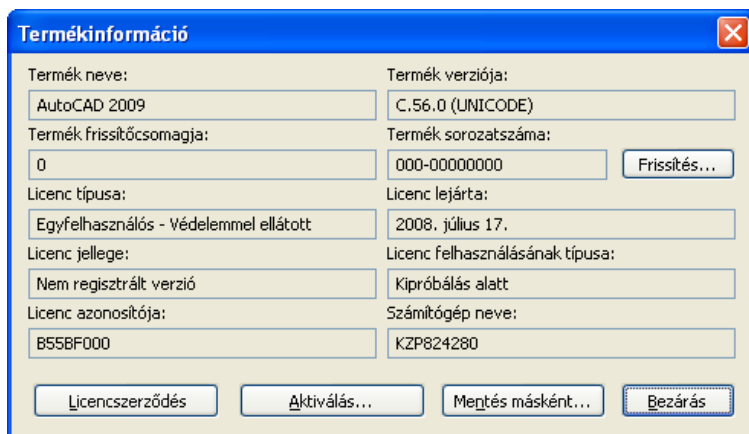 Termékinformáció
Termék neve:
AutoCAD 2009
Termék verziója:
C.56.0 (UNICODE)
Termék frissítőcsomagja:
0
Termék sorozatszáma:
000-00000000
Frissítés...
Licenc típusa:
Egyfelhasználós - Védelemmel ellátott
Licenc lejárta:
2008. július 17.
Licenc jellege:
Nem regisztrált verzió
Licenc felhasználásának típusa:
Kipróbálás alatt
Licenc azonosítója:
B55BF000
Számítógép neve:
KZP824280
Licencszerződés
Aktiválás...
Mentés másként...
Bezárás